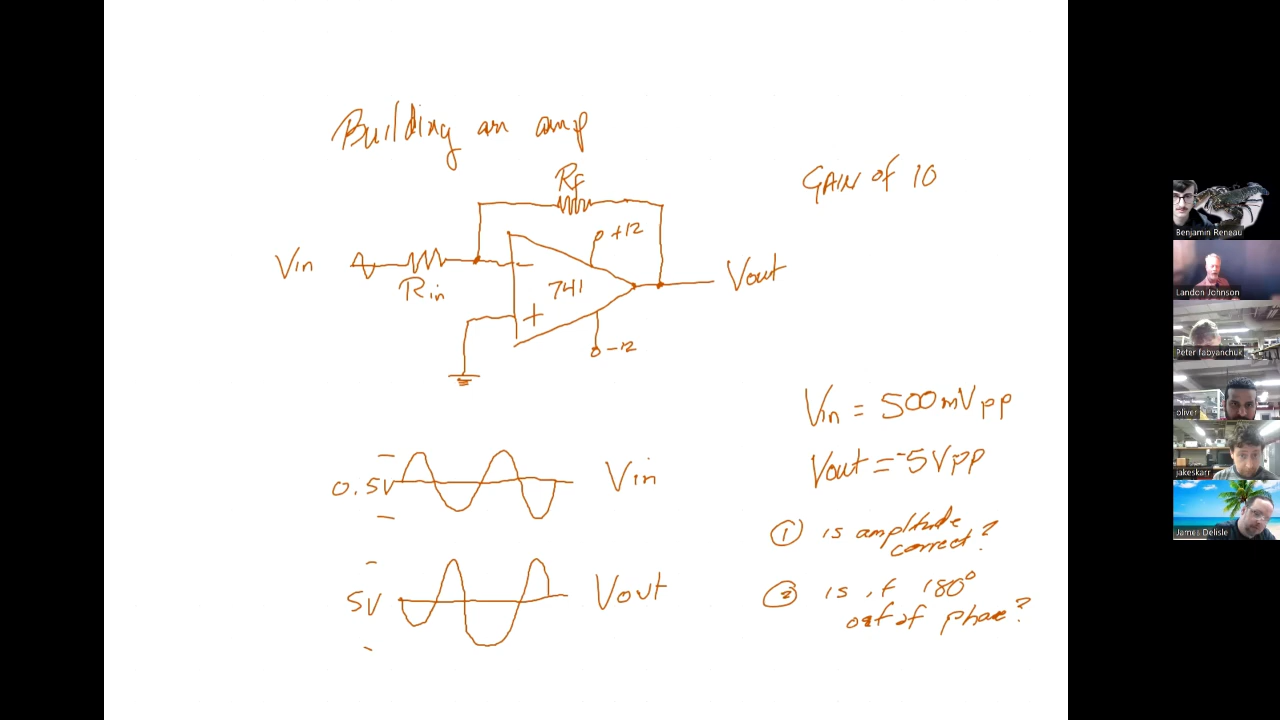 Building an amp
GAIN of 10
Rf
+12
Vin
Rin
741
Vout
+
-12
Vin = 500mVpp
Vout = -5Vpp
0.5V
Vin
① is amplitude
correct?
5V
Vout
② is it 180°
out of phase?
Benjamin Reneau
Landon Johnson
Peter fabyanchuk
oliver
jakeskarr
James Delisle